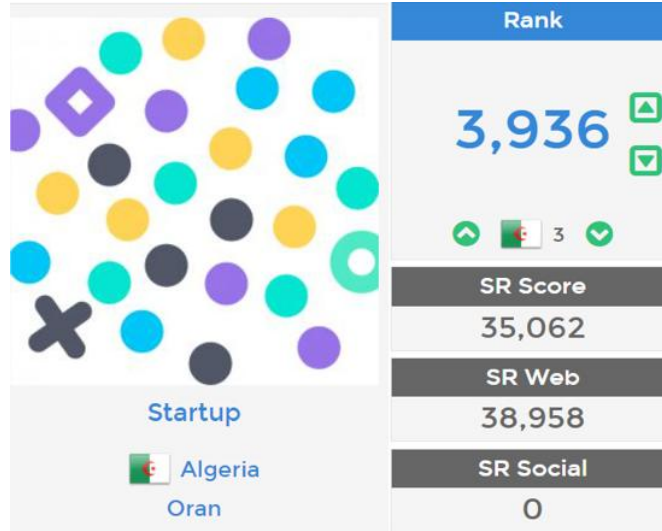 Rank
3,936
3
SR Score
35,062
SR Web
38,958
SR Social
0
Startup
Algeria
Oran